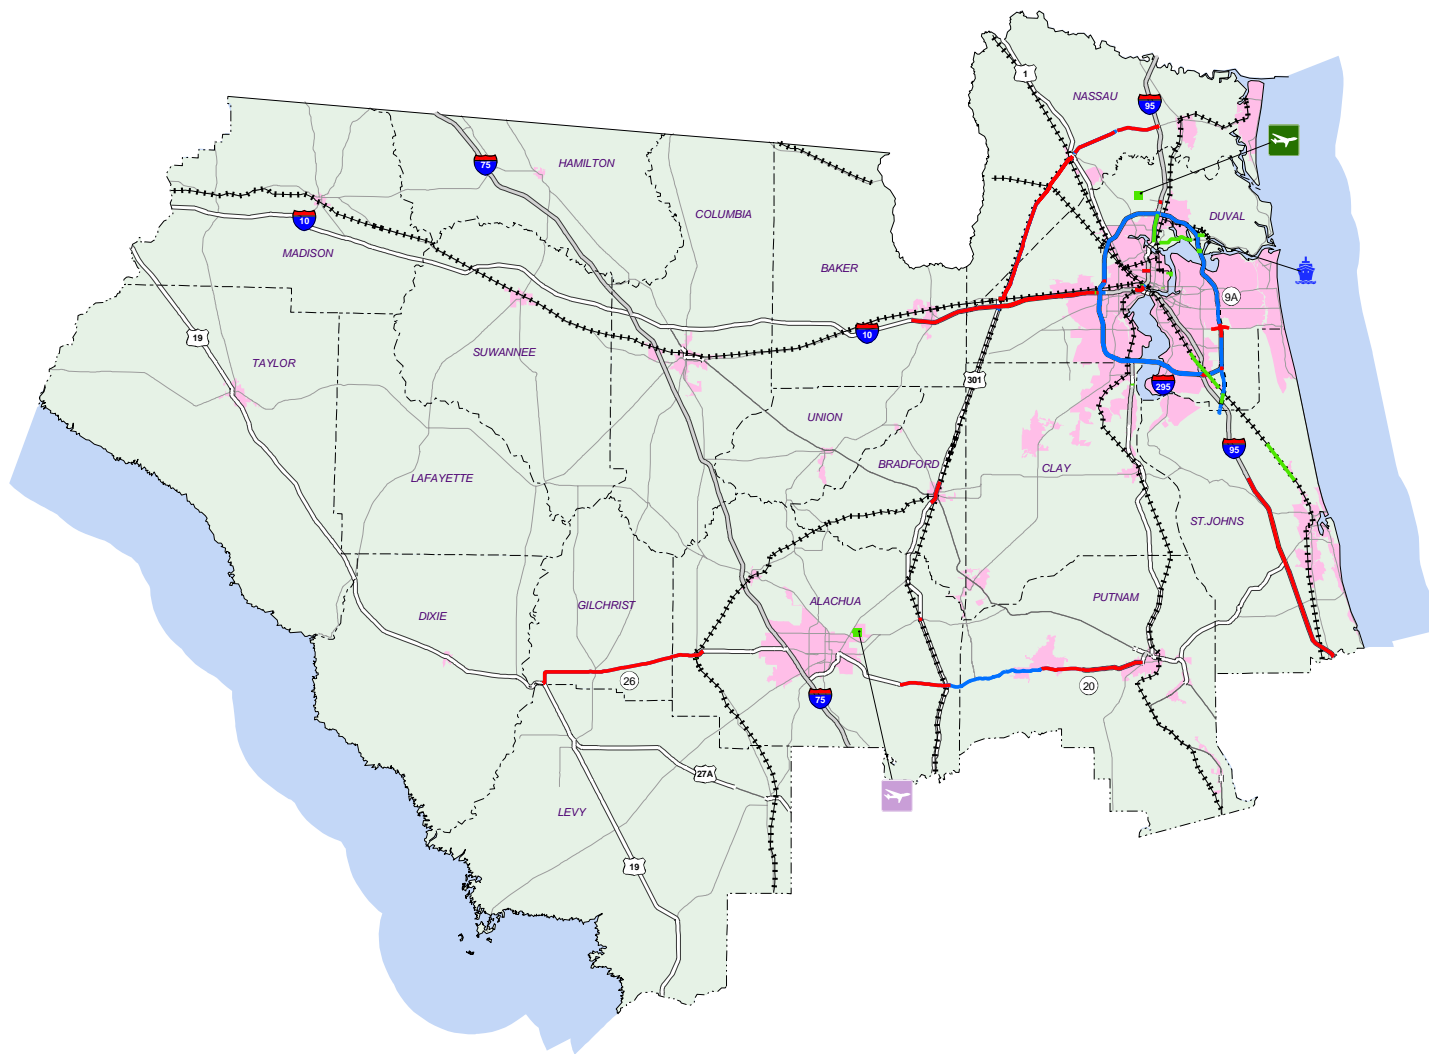 1
NASSAU
95
75
HAMILTON
COLUMBIA
DUVAL
10
MADISON
BAKER
9A
19
10
SUWANNEE
TAYLOR
301
295
UNION
95
BRADFORD
CLAY
LAFAYETTE
ST.JOHNS
PUTNAM
ALACHUA
GILCHRIST
DIXIE
26
20
75
27A
LEVY
19